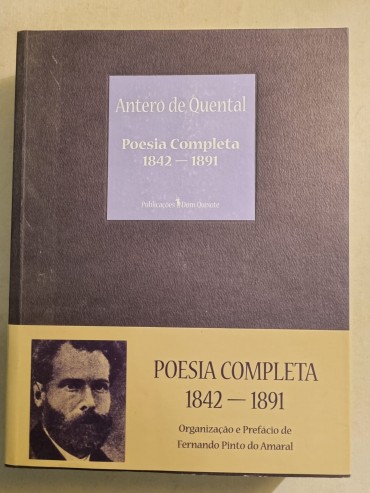 Antero de Quental
Poesia Completa
1842 — 1891
Publicações Dom Quixote
POESIA COMPLETA
1842 — 1891
Organização e Prefácio de
Fernando Pinto do Amaral